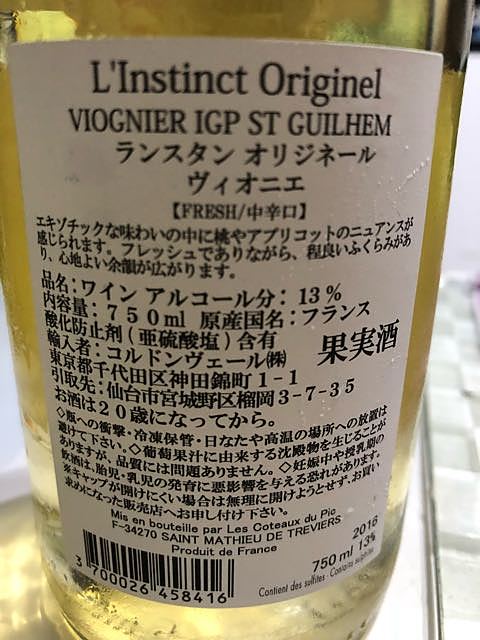 L'Instinct Originel
VIOGNIER IGP ST GUILHEM
ランスタン オリジネール
ヴィオニエ
【FRESH/中辛口】
エキゾチックな味わいの中に桃やアプリコットのニュアンスが
感じられます。フレッシュでありながら、程良いふくらみがあ
り、心地よい余韻が広がります。
品名：ワイン アルコール分：13%
内容量：750ml 原産国名：フランス
酸化防止剤(亜硫酸塩)含有
果実酒
輸入者：コルドンヴェール㈱
東京都千代田区神田錦町1-1
引取先：仙台市宮城野区榴岡3-7-35
お酒は20歳になってから。
◇瓶への衝撃・冷凍保管・日なたや高温の場所への放置は
避けて下さい。◇葡萄果汁に由来する沈殿物を生じることが
ありますが、品質には問題ありません。◇妊娠中や授乳期の
飲酒は、胎児・乳児の発育に悪影響を与える恐れがあります。
※キャップが開けにくい場合は無理に開けようとせず、お買い
求めになった販売店へお申し付け下さい。
Mis en bouteille par Les Coteaux du Pic
F-34270 SAINT MATHIEU DE TREVIERS
Produit de France
2016
750 ml 13%
Contient des sulfites - Contains sulphites
3 700026 458416